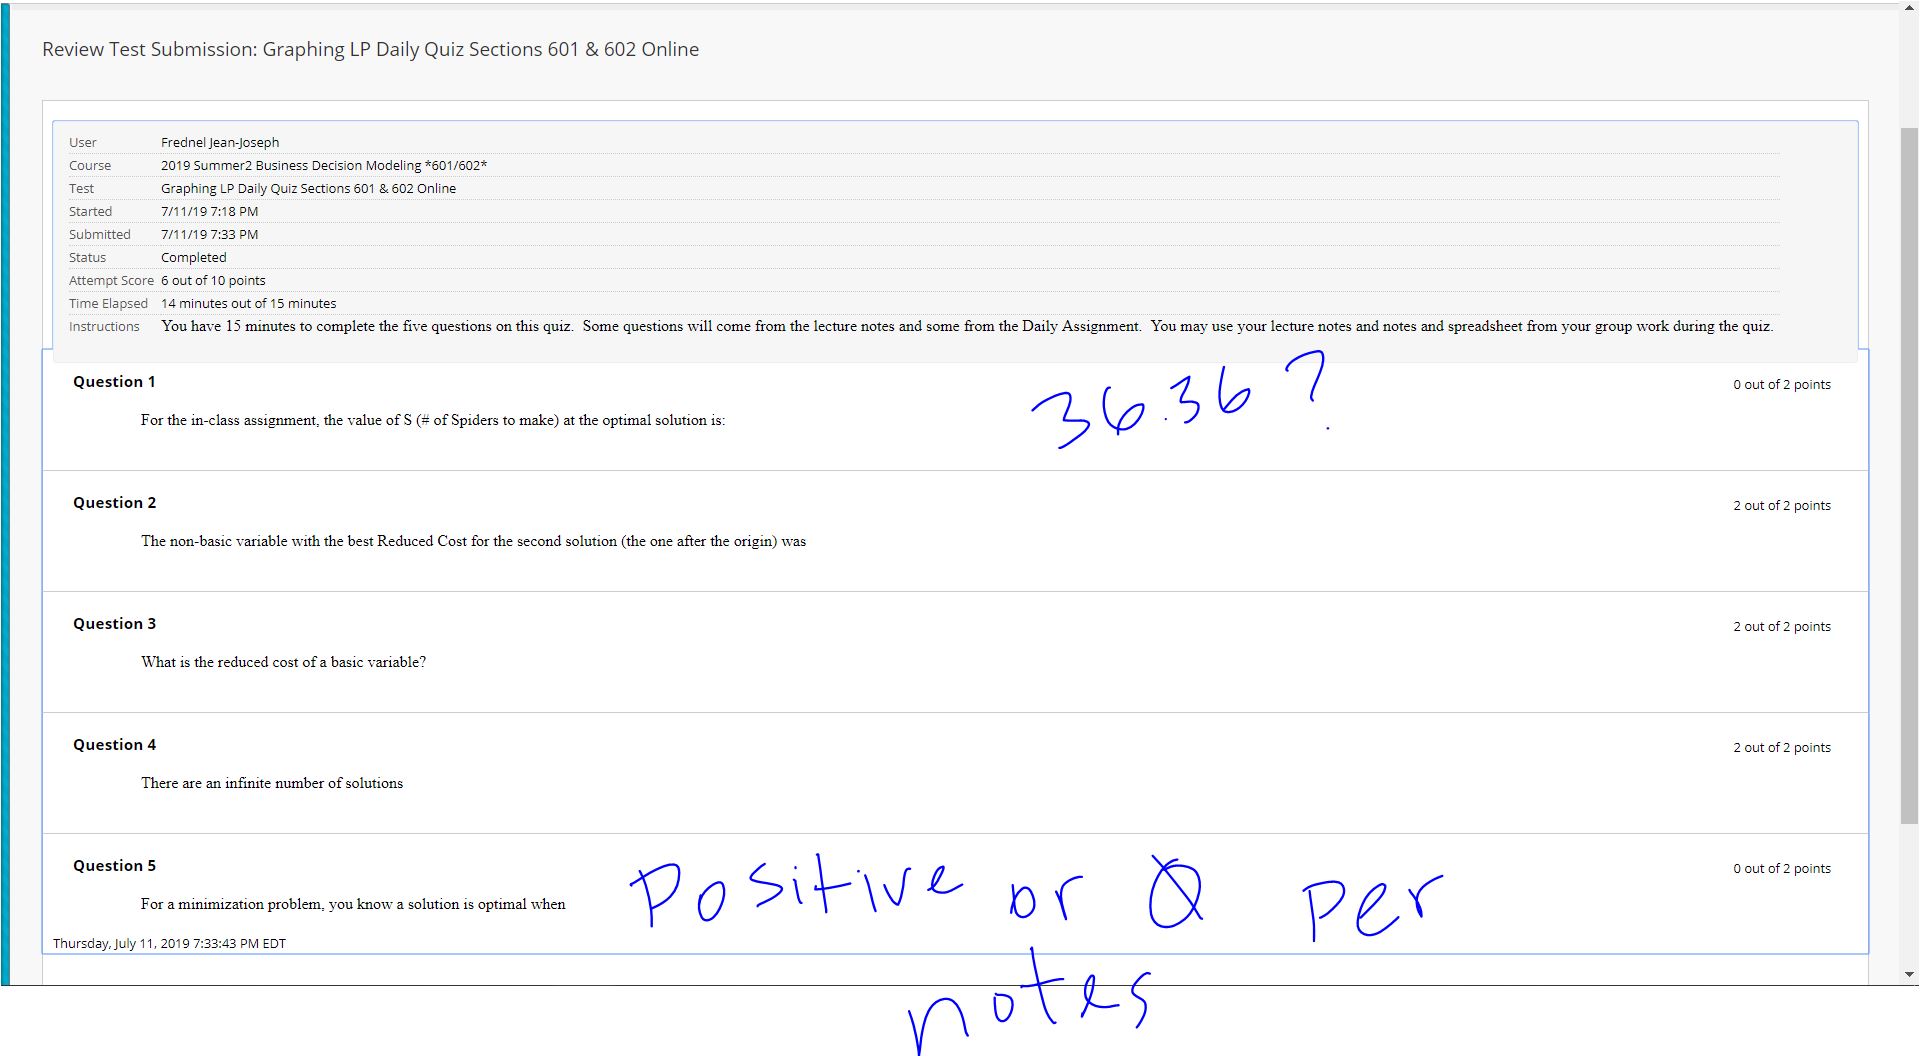 Review Test Submission: Graphing LP Daily Quiz Sections 601 & 602 Online
User Frednel Jean-Joseph
Course 2019 Summer2 Business Decision Modeling *601/602*
Test Graphing LP Daily Quiz Sections 601 & 602 Online
Started 7/11/19 7:18 PM
Submitted 7/11/19 7:33 PM
Status Completed
Attempt Score 6 out of 10 points
Time Elapsed 14 minutes out of 15 minutes
Instructions You have 15 minutes to complete the five questions on this quiz. Some questions will come from the lecture notes and some from the Daily Assignment. You may use your lecture notes and notes and spreadsheet from your group work during the quiz.
Question 1 0 out of 2 points
For the in-class assignment, the value of S (# of Spiders to make) at the optimal solution is: 36.36?
Question 2 2 out of 2 points
The non-basic variable with the best Reduced Cost for the second solution (the one after the origin) was
Question 3 2 out of 2 points
What is the reduced cost of a basic variable?
Question 4 2 out of 2 points
There are an infinite number of solutions
Question 5 0 out of 2 points
For a minimization problem, you know a solution is optimal when Positive or 0 per
Thursday, July 11, 2019 7:33:43 PM EDT
notes